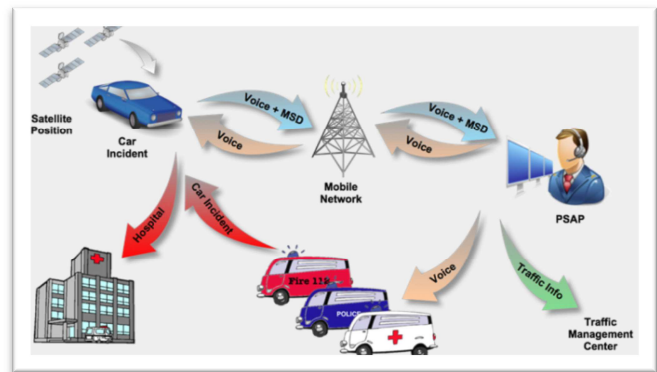 Satellite
Position
Car
Incident
Voice + MSD
Voice
Mobile
Network
Voice + MSD
Voice
PSAP
Hospital
Car Incident
Fire
POLICE
Voice
Traffic Info
Traffic
Management
Center